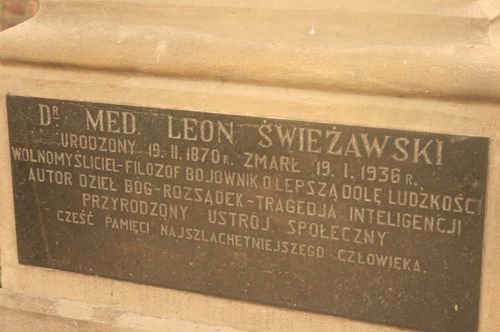 Dr MED. LEON ŚWIEŻAWSKI
URODZONY 19.II.1870 R. ZMARŁ 19.I.1936 R.
WOLNOMYŚLICIEL-FILOZOF BOJOWNIK O LEPSZĄ DOLĘ LUDZKOŚCI
AUTOR DZIEŁ BÓG-ROZSĄDEK-TRAGEDJA INTELIGENCJI
PRZYRODZONY USTRÓJ SPOŁECZNY
CZEŚĆ PAMIĘCI NAJSZLACHETNIEJSZEGO CZŁOWIEKA.